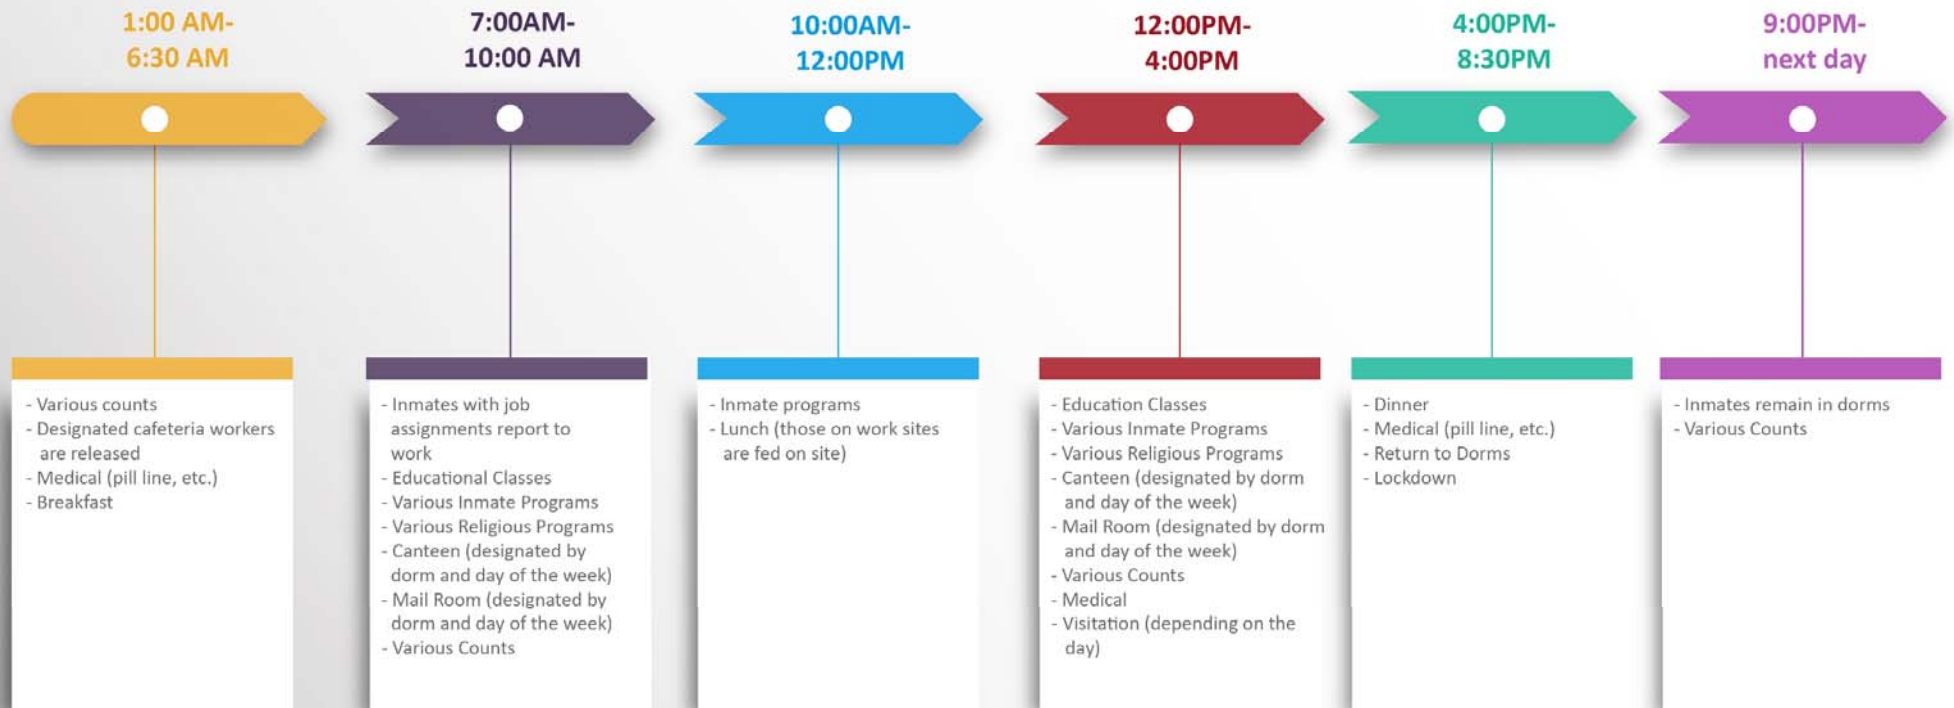 1:00 AM-
6:30 AM
7:00AM-
10:00 AM
10:00AM-
12:00PM
12:00PM-
4:00PM
4:00PM-
8:30PM
9:00PM-
next day
- Various counts
- Designated cafeteria workers
are released
- Medical (pill line, etc.)
- Breakfast
- Inmates with job
assignments report to
work
- Educational Classes
- Various Inmate Programs
- Various Religious Programs
- Canteen (designated by
dorm and day of the week)
- Mail Room (designated by
dorm and day of the week)
- Various Counts
- Inmate programs
- Lunch (those on work sites
are fed on site)
- Education Classes
- Various Inmate Programs
- Various Religious Programs
- Canteen (designated by dorm
and day of the week)
- Mail Room (designated by dorm
and day of the week)
- Various Counts
- Medical
- Visitation (depending on the
day)
- Dinner
- Medical (pill line, etc.)
- Return to Dorms
- Lockdown
- Inmates remain in dorms
- Various Counts